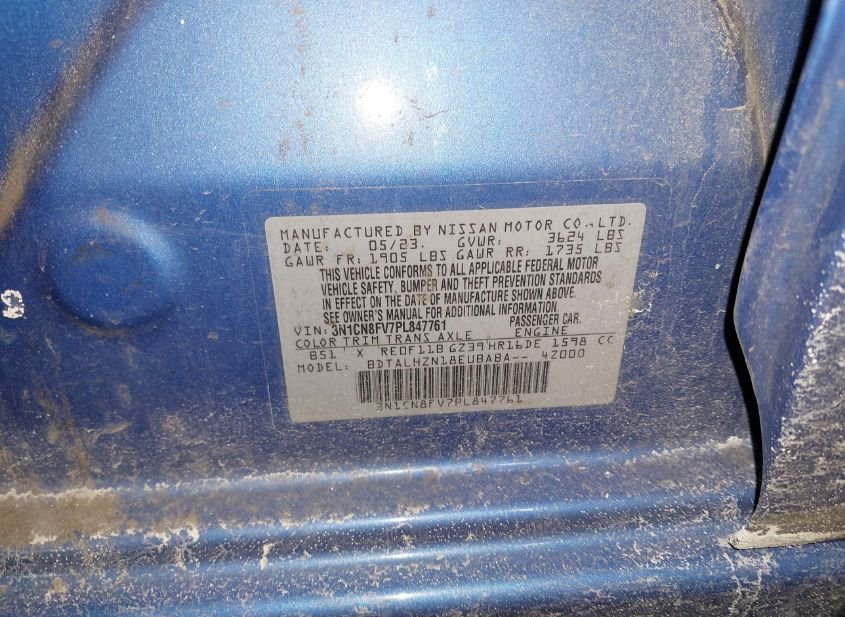 MANUFACTURED BY NISSAN MOTOR CO.,LTD.
DATE: 05/23. GVWR: 3624 LBS
GAWR FR: 1905 LBS GAWR RR: 1735 LBS
THIS VEHICLE CONFORMS TO ALL APPLICABLE FEDERAL MOTOR
VEHICLE SAFETY, BUMPER AND THEFT PREVENTION STANDARDS
IN EFFECT ON THE DATE OF MANUFACTURE SHOWN ABOVE.
SEE OWNER'S MANUAL FOR ADDITIONAL INFORMATION.
VIN: 3N1CN8FV7PL847761 PASSENGER CAR.
COLOR TRIM TRANS AXLE ENGINE
B51 X RE0F11B GZ39 HR16DE 1598 CC
MODEL: BDTALHZN18EUBABA-- 42000
3N1CN8FV7PL847761